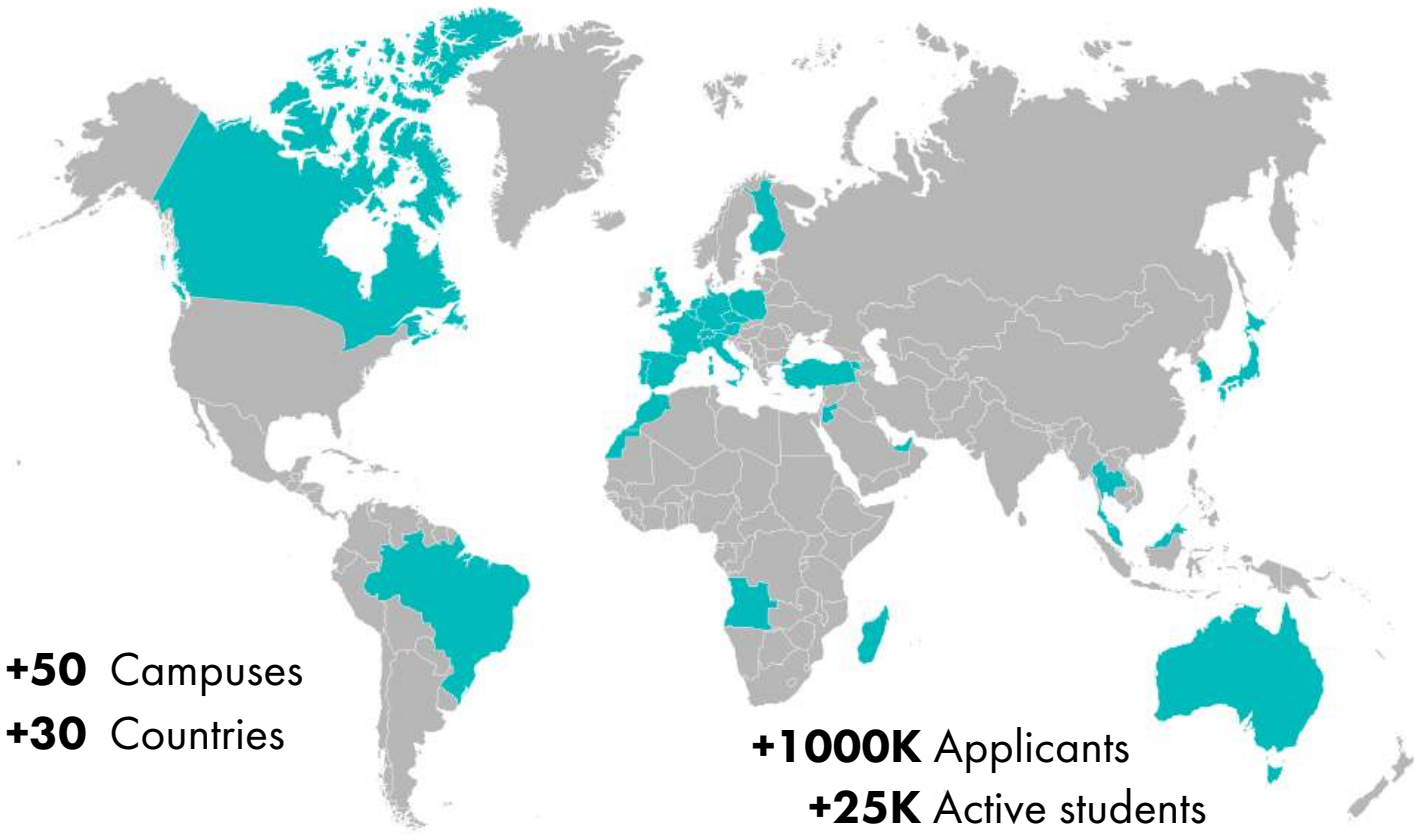 +50 Campuses
+30 Countries
+1000K Applicants
+25K Active students